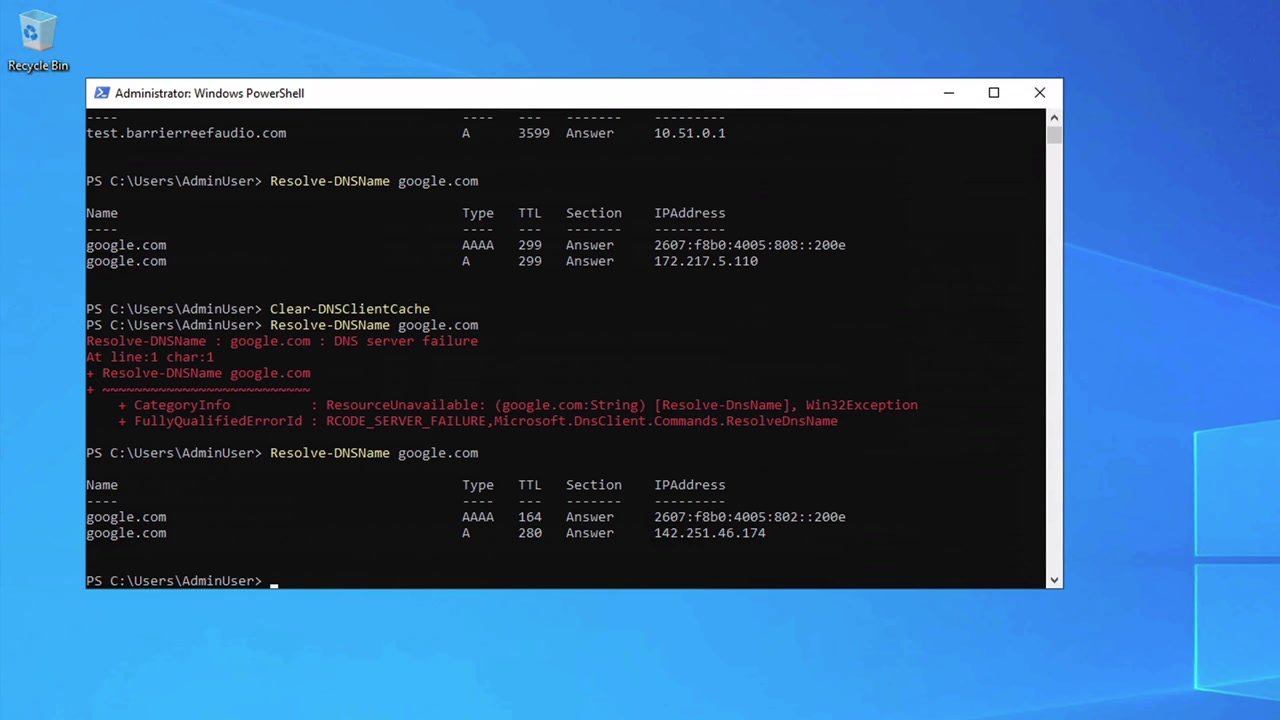 Recycle Bin
Administrator: Windows PowerShell
---- ---- --- ------- ---------
test.barrierreefaudio.com A 3599 Answer 10.51.0.1
PS C:\Users\AdminUser> Resolve-DNSName google.com
Name Type TTL Section IPAddress
---- ---- --- ------- ---------
google.com AAAA 299 Answer 2607:f8b0:4005:808::200e
google.com A 299 Answer 172.217.5.110
PS C:\Users\AdminUser> Clear-DNSClientCache
PS C:\Users\AdminUser> Resolve-DNSName google.com
Resolve-DNSName : google.com : DNS server failure
At line:1 char:1
+ Resolve-DNSName google.com
+ ~~~~~~~~~~~~~~~~~~~~~~~~~~
+ CategoryInfo : ResourceUnavailable: (google.com:String) [Resolve-DnsName], Win32Exception
+ FullyQualifiedErrorId : RCODE_SERVER_FAILURE,Microsoft.DnsClient.Commands.ResolveDnsName
PS C:\Users\AdminUser> Resolve-DNSName google.com
Name Type TTL Section IPAddress
---- ---- --- ------- ---------
google.com AAAA 164 Answer 2607:f8b0:4005:802::200e
google.com A 280 Answer 142.251.46.174
PS C:\Users\AdminUser> _